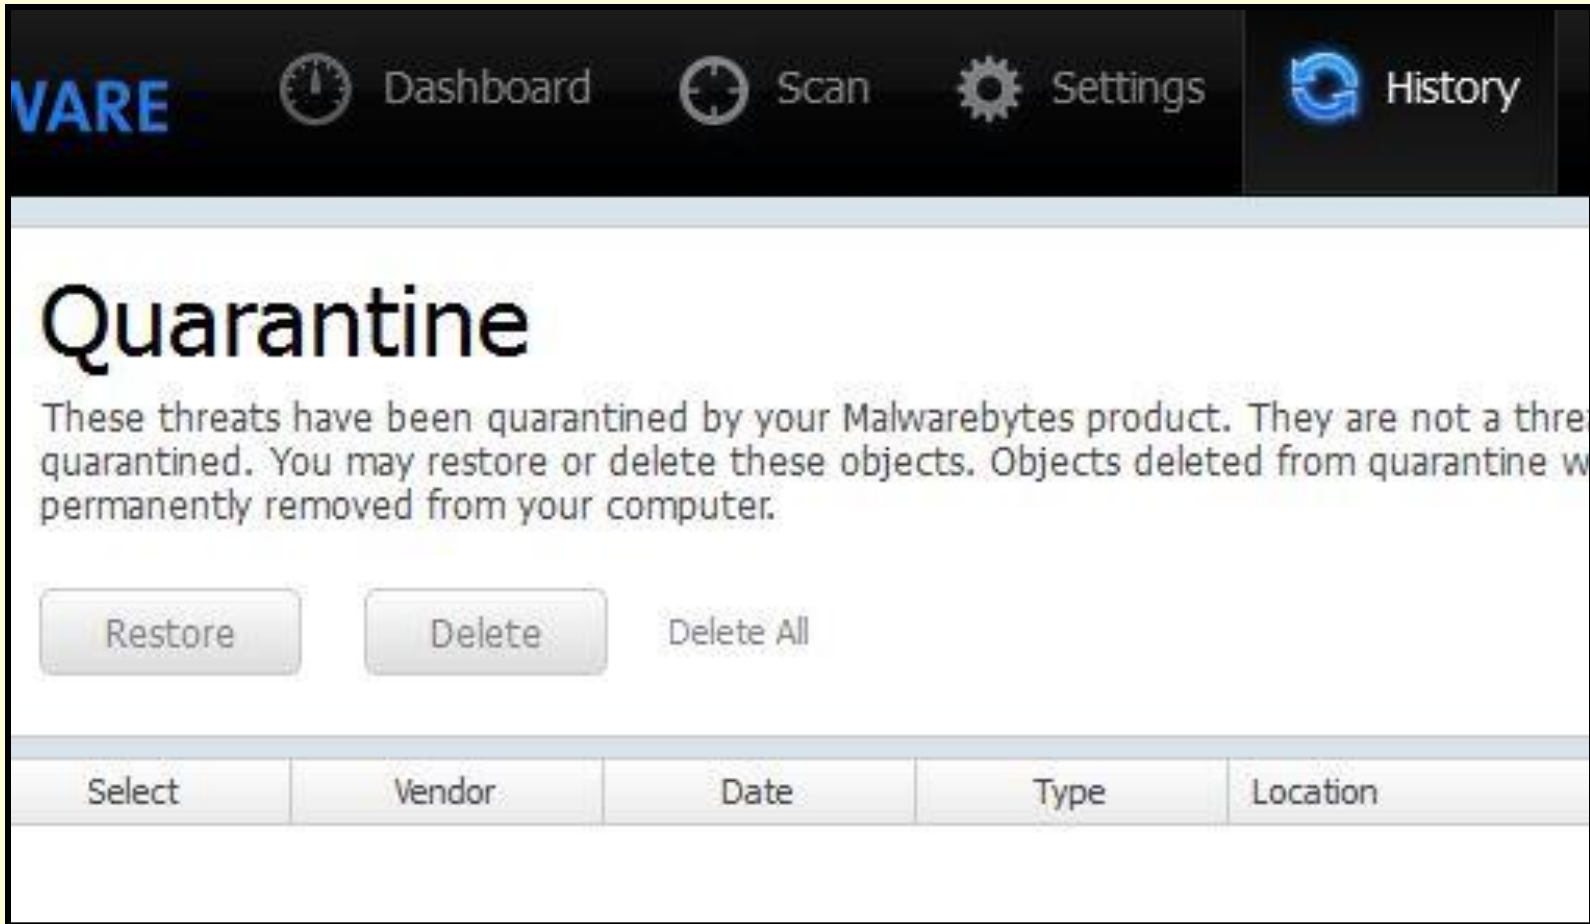 WARE Dashboard Scan Settings History
Quarantine
These threats have been quarantined by your Malwarebytes product. They are not a
quarantined. You may restore or delete these objects. Objects deleted from quarantine
permanently removed from your computer.
Restore Delete Delete All
Select Vendor Date Type Location